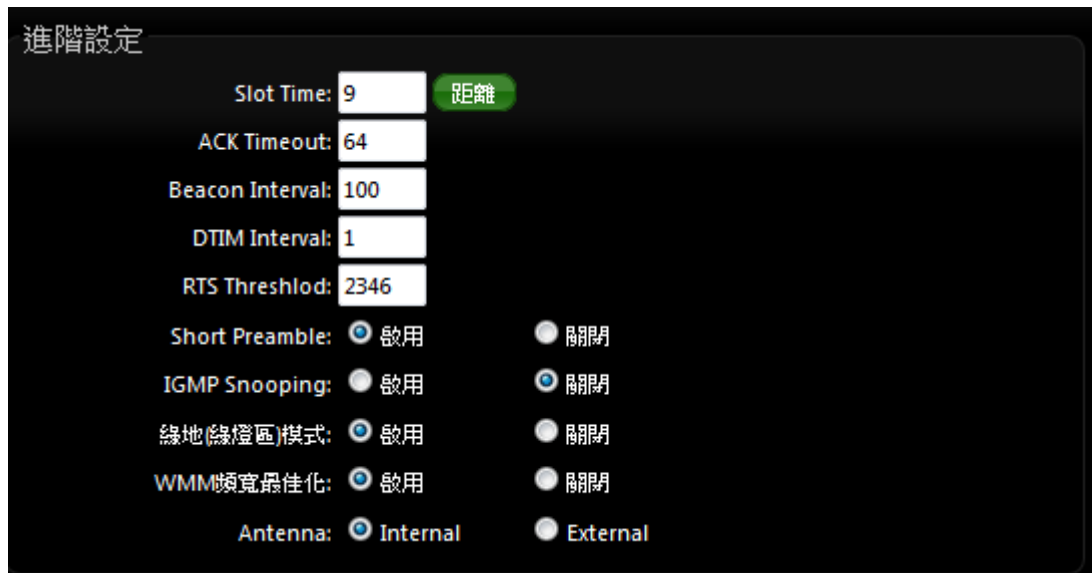 進階設定
Slot Time: 9 距離
ACK Timeout: 64
Beacon Interval: 100
DTIM Interval: 1
RTS Threshlod: 2346
Short Preamble: 啟用 關閉
IGMP Snooping: 啟用 關閉
綠地(綠燈區)模式: 啟用 關閉
WMM頻寬最佳化: 啟用 關閉
Antenna: Internal External